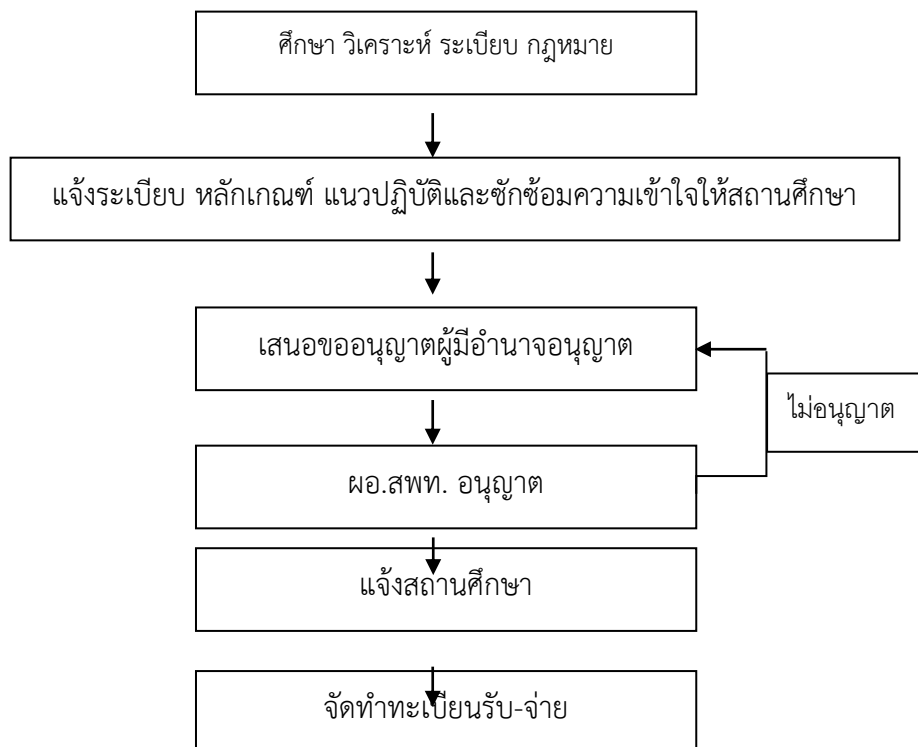 ศึกษา วิเคราะห์ ระเบียบ กฎหมาย
แจ้งระเบียบ หลักเกณฑ์ แนวปฏิบัติและซักซ้อมความเข้าใจให้สถานศึกษา
เสนอขออนุญาตผู้มีอำนาจอนุญาต
ไม่อนุญาต
ผอ.สพท. อนุญาต
แจ้งสถานศึกษา
จัดทำทะเบียนรับ-จ่าย